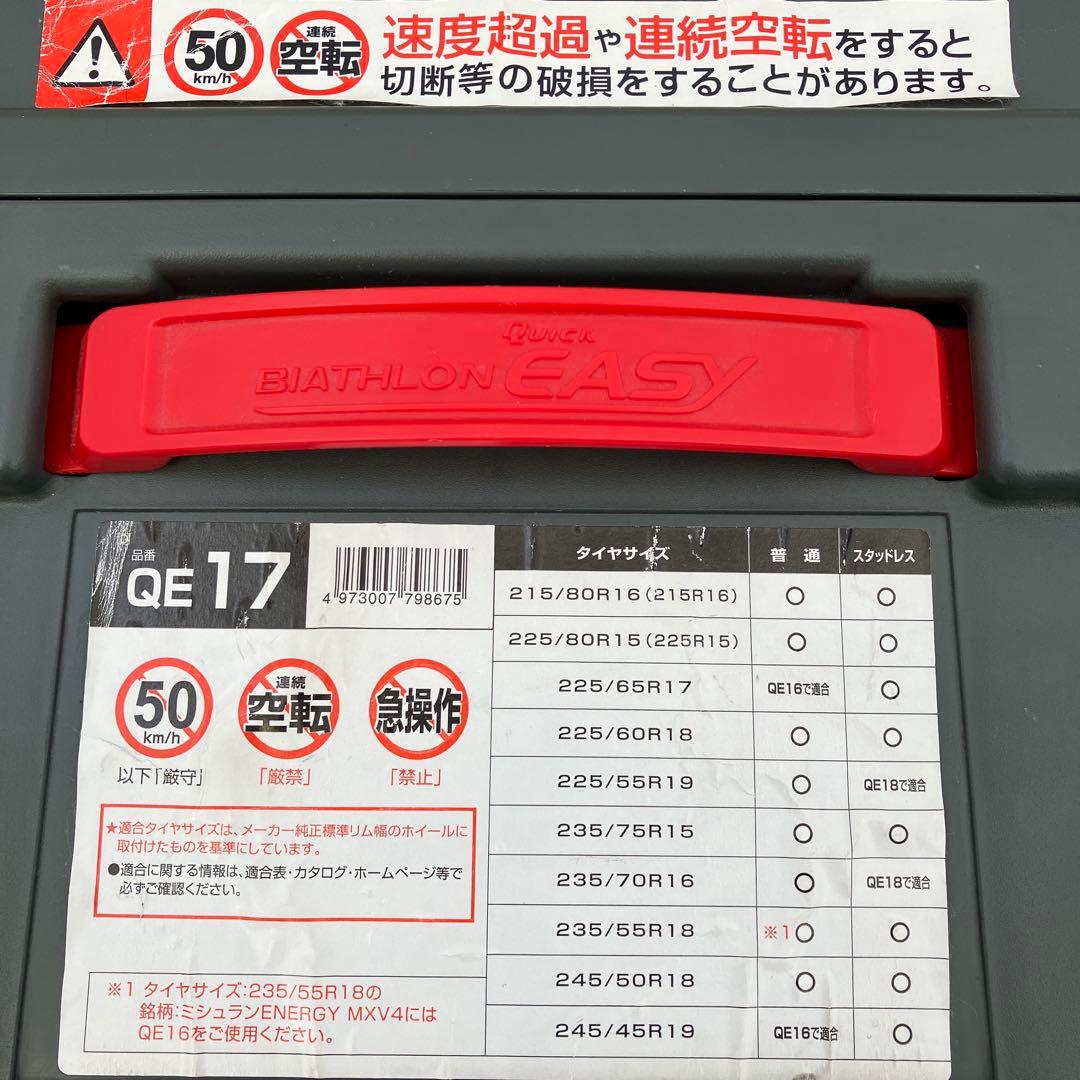 50
km/h
連続
空転
速度超過や連続空転をすると
切断等の破損をすることがあります。
QUICK
BIATHLON EASY
品番
QE17
4 973007 798675
50
km/h
以下「厳守」
連続
空転
「厳禁」
急操作
「禁止」
★適合タイヤサイズは、メーカー純正標準リム幅のホイールに
取付けたものを基準にしています。
●適合に関する情報は、適合表・カタログ・ホームページ等で
必ずご確認ください。
※1 タイヤサイズ:235/55R18の
銘柄:ミシュランENERGY MXV4には
QE16をご使用ください。
タイヤサイズ 普通 スタッドレス
215/80R16(215R16) ○ ○
225/80R15(225R15) ○ ○
225/65R17 QE16で適合 ○
225/60R18 ○ ○
225/55R19 ○ QE18で適合
235/75R15 ○ ○
235/70R16 ○ QE18で適合
235/55R18 ※1○ ○
245/50R18 ○ ○
245/45R19 QE16で適合 ○